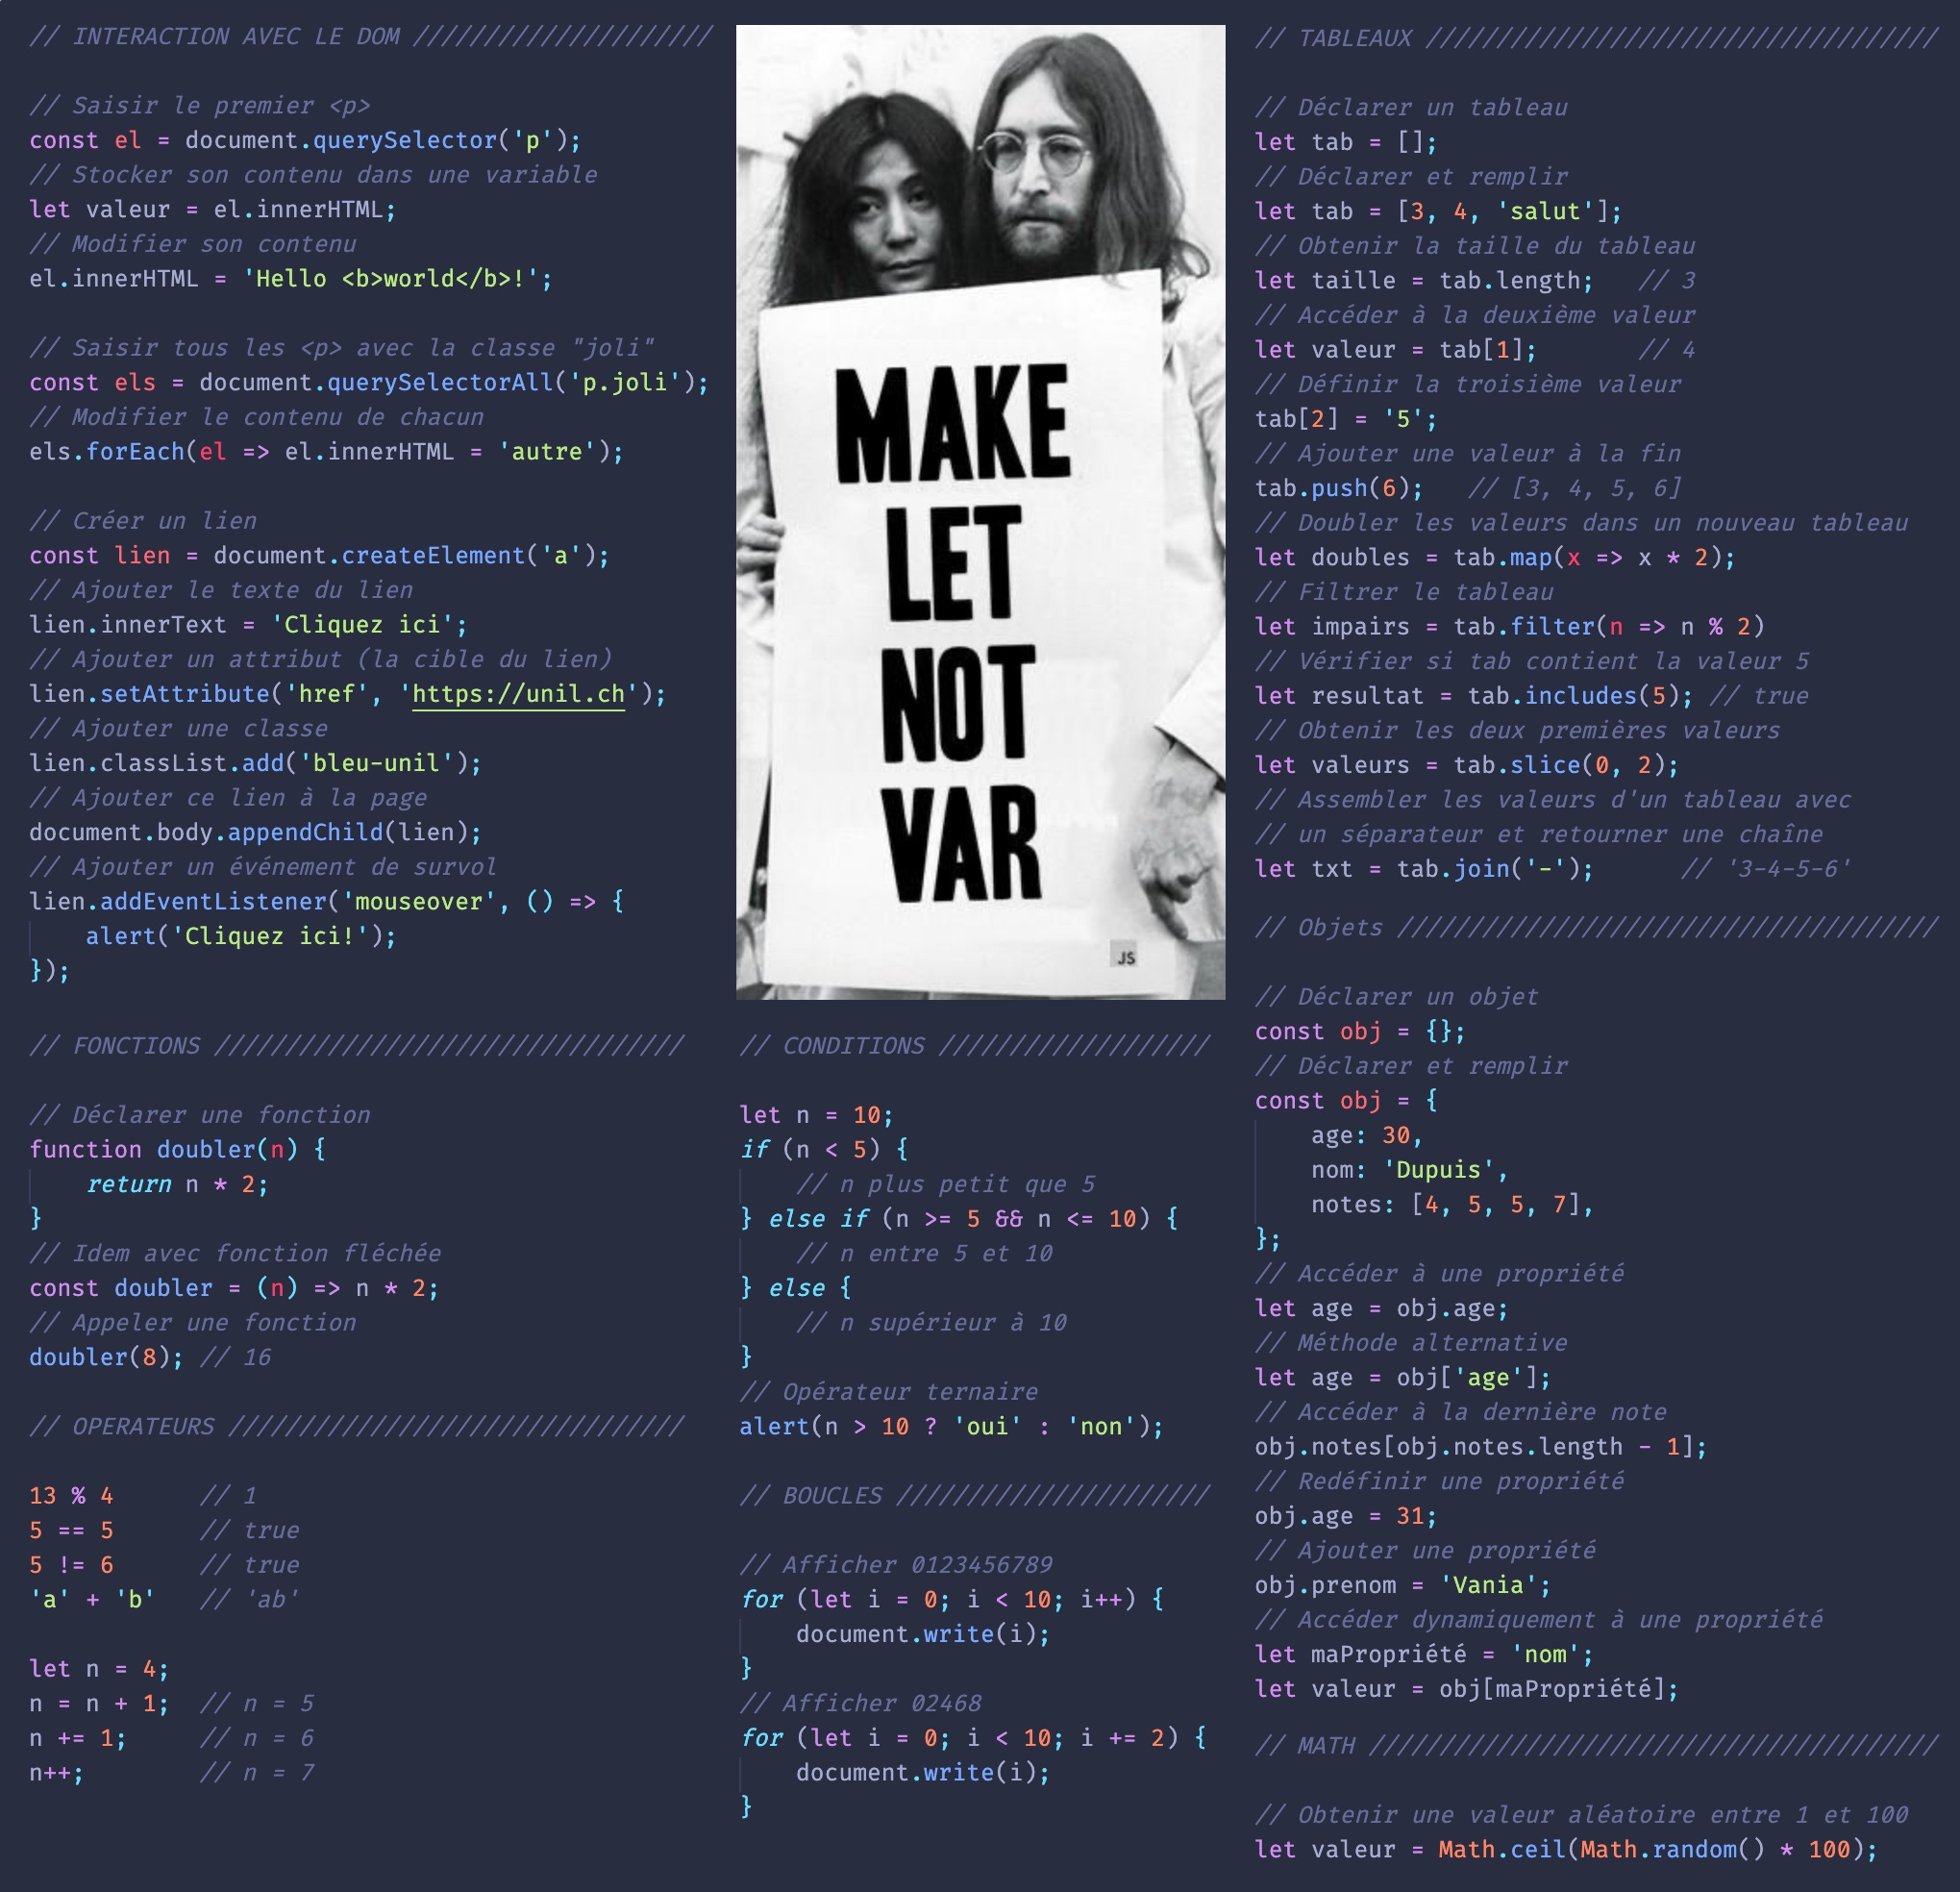 // INTERACTION AVEC LE DOM /////////////////////
// Saisir le premier <p>
const el = document.querySelector('p');
// Stocker son contenu dans une variable
let valeur = el.innerHTML;
// Modifier son contenu
el.innerHTML = 'Hello <b>world</b>!';
// Saisir tous les <p> avec la classe "joli"
const els = document.querySelectorAll('p.joli');
// Modifier le contenu de chacun
els.forEach(el => el.innerHTML = 'autre');
// Créer un lien
const lien = document.createElement('a');
// Ajouter le texte du lien
lien.innerText = 'Cliquez ici';
// Ajouter un attribut (la cible du lien)
lien.setAttribute('href', 'https://unil.ch');
// Ajouter une classe
lien.classList.add('bleu-unil');
// Ajouter ce lien à la page
document.body.appendChild(lien);
// Ajouter un événement de survol
lien.addEventListener('mouseover', () => {
    alert('Cliquez ici!');
});
// FONCTIONS /////////////////////////////////
// Déclarer une fonction
function doubler(n) {
    return n * 2;
}
// Idem avec fonction fléchée
const doubler = (n) => n * 2;
// Appeler une fonction
doubler(8); // 16
// OPERATEURS ////////////////////////////////
13 % 4      // 1
5 == 5      // true
5 != 6      // true
'a' + 'b'   // 'ab'
let n = 4;
n = n + 1;  // n = 5
n += 1;     // n = 6
n++;        // n = 7
MAKE
LET
NOT
VAR
JS
// CONDITIONS ///////////////////
let n = 10;
if (n < 5) {
    // n plus petit que 5
} else if (n >= 5 && n <= 10) {
    // n entre 5 et 10
} else {
    // n supérieur à 10
}
// Opérateur ternaire
alert(n > 10 ? 'oui' : 'non');
// BOUCLES //////////////////////
// Afficher 0123456789
for (let i = 0; i < 10; i++) {
    document.write(i);
}
// Afficher 02468
for (let i = 0; i < 10; i += 2) {
    document.write(i);
}
// TABLEAUX ////////////////////////////////////
// Déclarer un tableau
let tab = [];
// Déclarer et remplir
let tab = [3, 4, 'salut'];
// Obtenir la taille du tableau
let taille = tab.length;   // 3
// Accéder à la deuxième valeur
let valeur = tab[1];       // 4
// Définir la troisième valeur
tab[2] = '5';
// Ajouter une valeur à la fin
tab.push(6);   // [3, 4, 5, 6]
// Doubler les valeurs dans un nouveau tableau
let doubles = tab.map(x => x * 2);
// Filtrer le tableau
let impairs = tab.filter(n => n % 2)
// Vérifier si tab contient la valeur 5
let resultat = tab.includes(5); // true
// Obtenir les deux premières valeurs
let valeurs = tab.slice(0, 2);
// Assembler les valeurs d'un tableau avec
// un séparateur et retourner une chaîne
let txt = tab.join('-');      // '3-4-5-6'
// Objets //////////////////////////////////////
// Déclarer un objet
const obj = {};
// Déclarer et remplir
const obj = {
    age: 30,
    nom: 'Dupuis',
    notes: [4, 5, 5, 7],
};
// Accéder à une propriété
let age = obj.age;
// Méthode alternative
let age = obj['age'];
// Accéder à la dernière note
obj.notes[obj.notes.length - 1];
// Redéfinir une propriété
obj.age = 31;
// Ajouter une propriété
obj.prenom = 'Vania';
// Accéder dynamiquement à une propriété
let maPropriété = 'nom';
let valeur = obj[maPropriété];
// MATH ////////////////////////////////////////
// Obtenir une valeur aléatoire entre 1 et 100
let valeur = Math.ceil(Math.random() * 100);